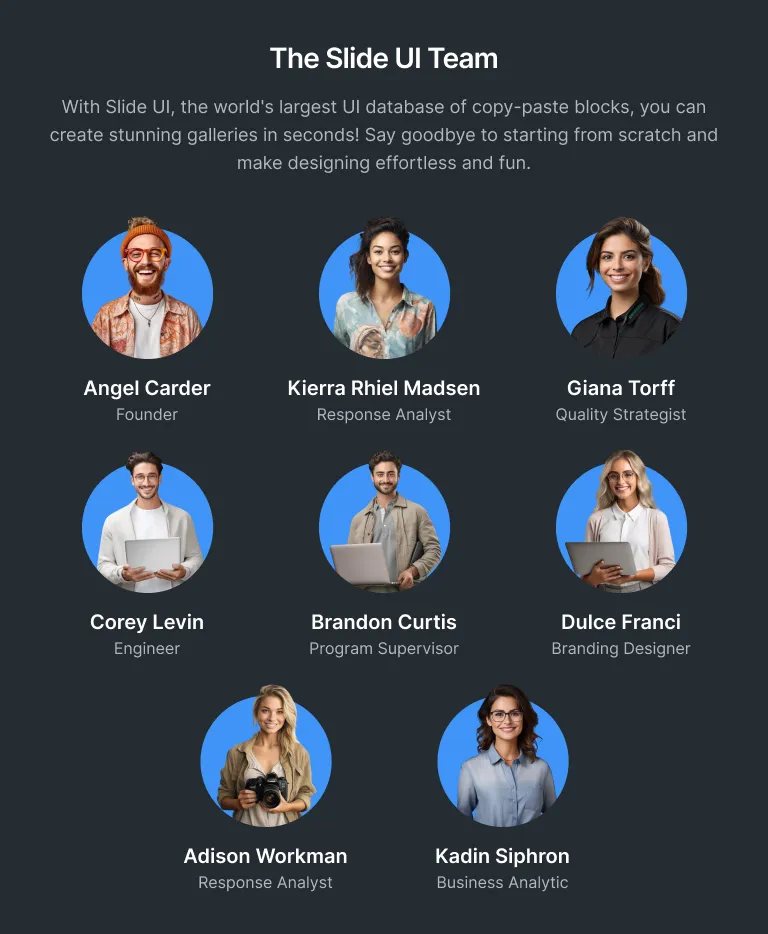 The Slide UI Team
With Slide UI, the world's largest UI database of copy-paste blocks, you can
create stunning galleries in seconds! Say goodbye to starting from scratch and
make designing effortless and fun.
Angel Carder
Founder
Kierra Rhiel Madsen
Response Analyst
Giana Torff
Quality Strategist
Corey Levin
Engineer
Brandon Curtis
Program Supervisor
Dulce Franci
Branding Designer
Adison Workman
Response Analyst
Kadin Siphron
Business Analytic